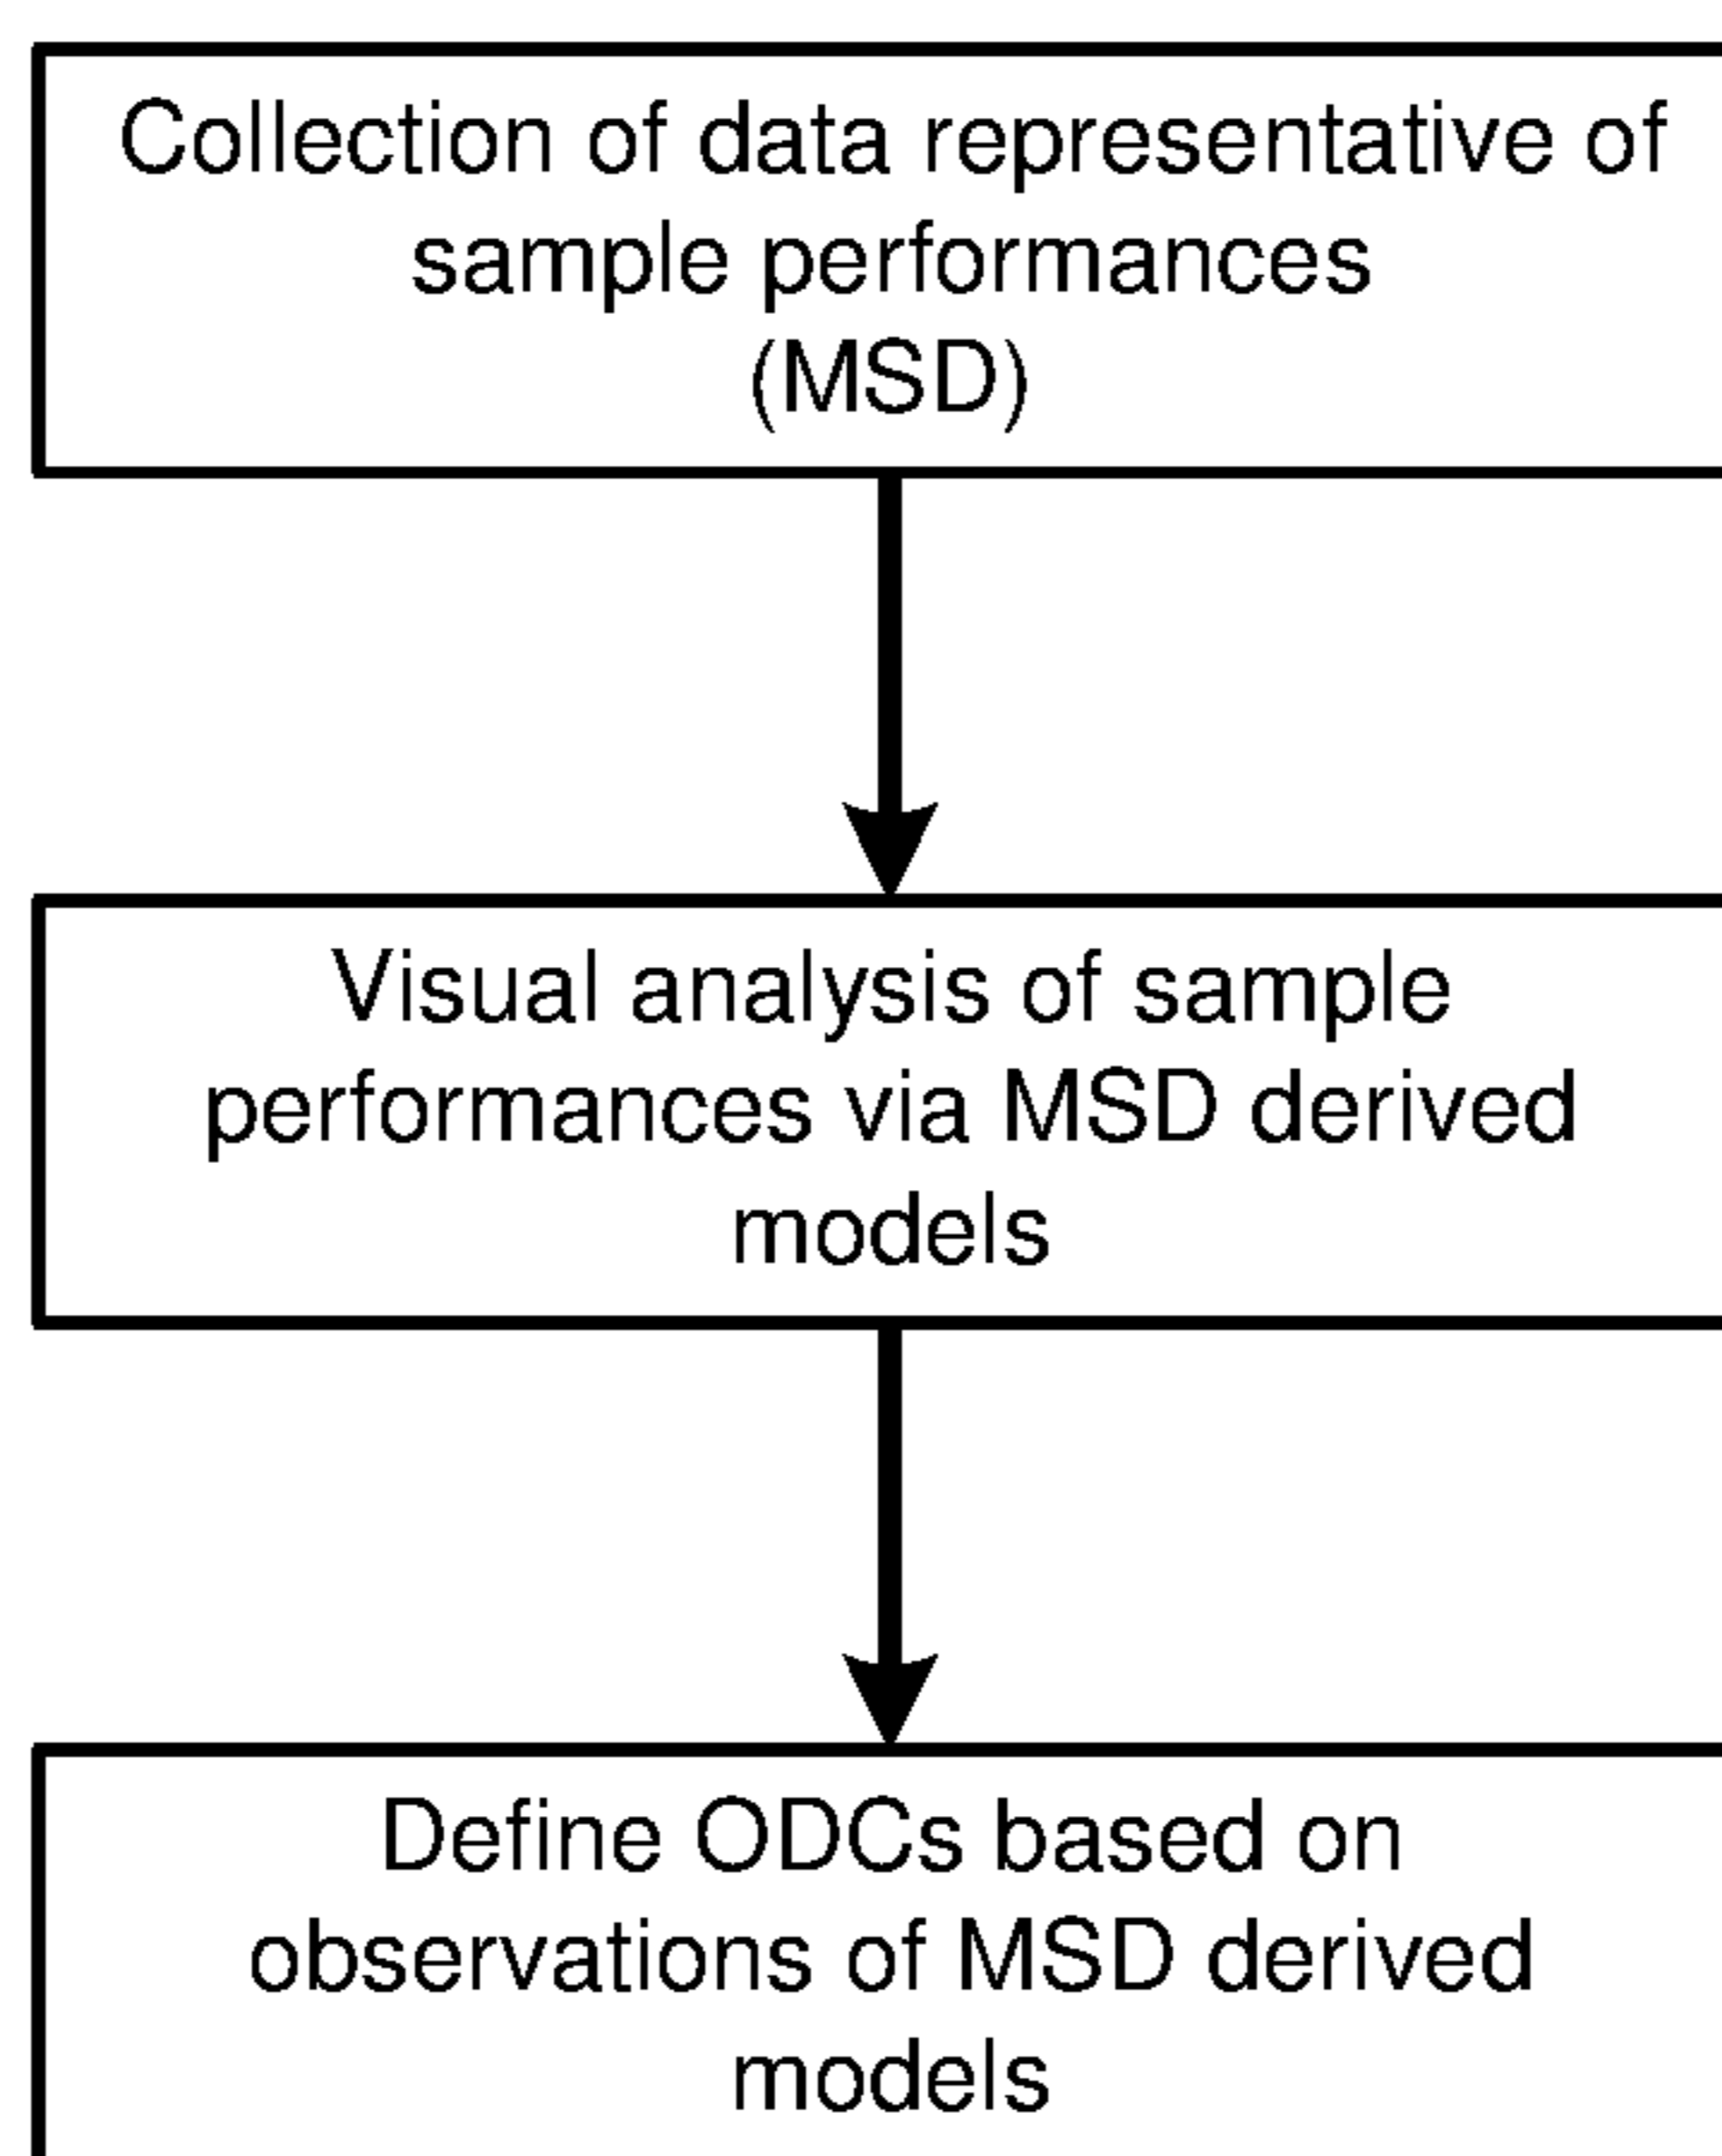 Collection of data representative of
sample performances
(MSD)
Visual analysis of sample
performances via MSD derived
models
Define ODCs based on
observations of MSD derived
models